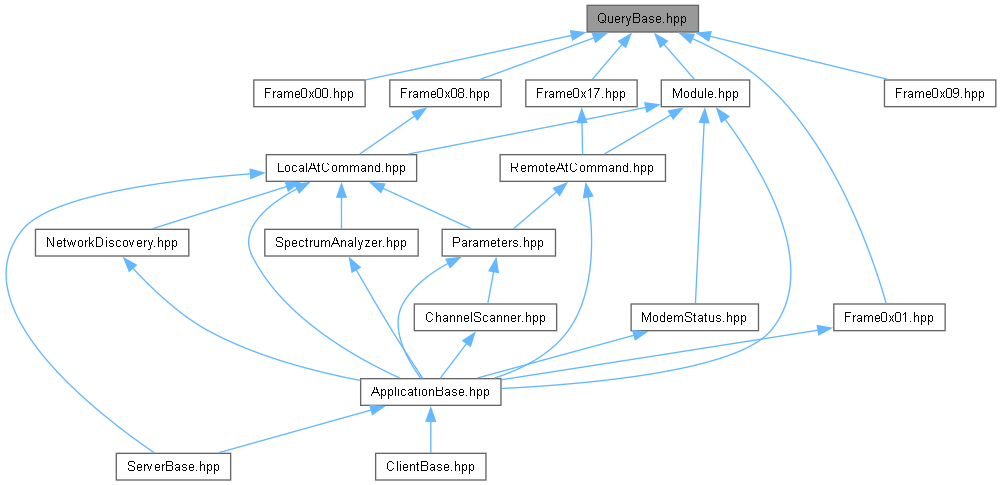 QueryBase.hpp
Frame0x00.hpp
Frame0x08.hpp
Frame0x17.hpp
Module.hpp
Frame0x09.hpp
LocalAtCommand.hpp
RemoteAtCommand.hpp
NetworkDiscovery.hpp
SpectrumAnalyzer.hpp
Parameters.hpp
ChannelScanner.hpp
ModemStatus.hpp
Frame0x01.hpp
ApplicationBase.hpp
ServerBase.hpp
ClientBase.hpp